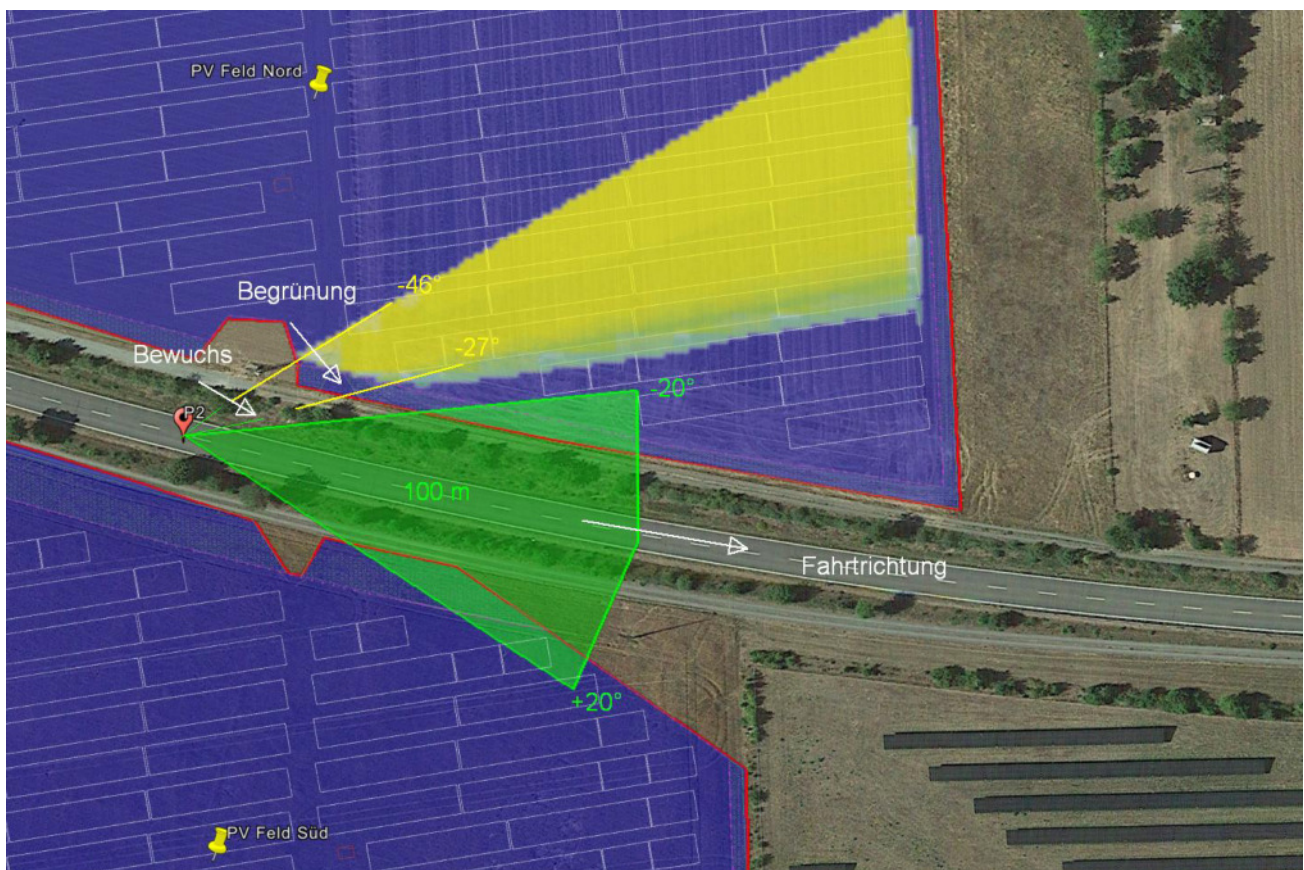 PV Feld Nord
-46°
Begrünung
-27°
Bewuchs
-20°
P2
100 m
Fahrtrichtung
+20°
PV Feld Süd